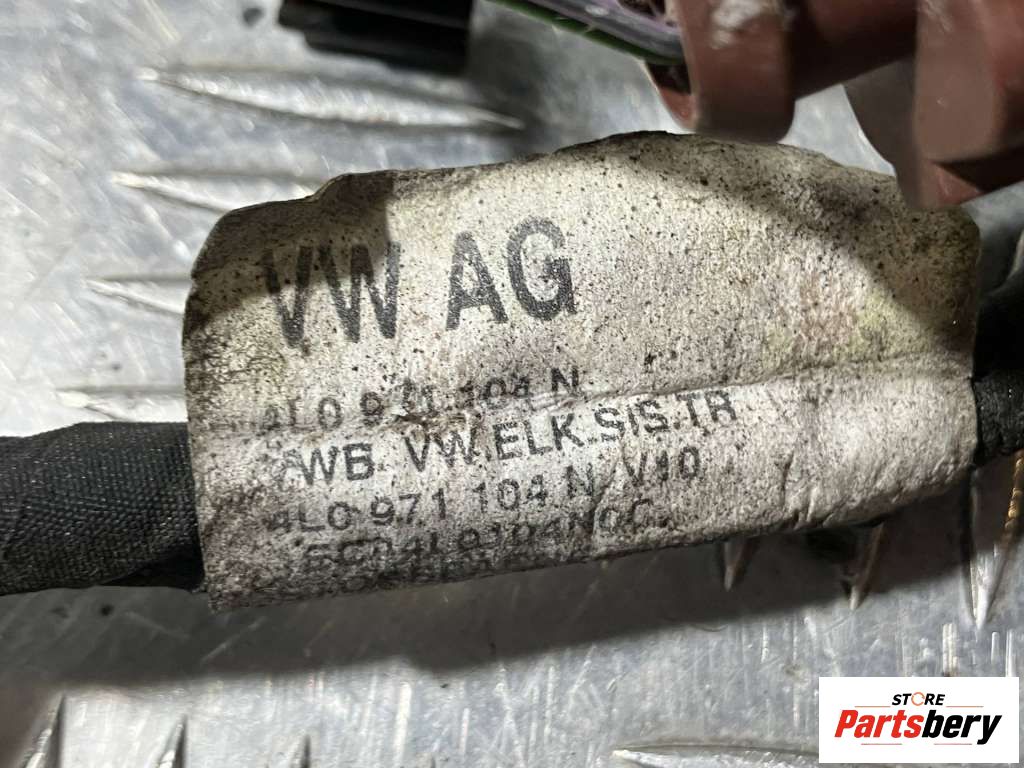 VW AG
4L0 971 104 N
WB VW.ELK.SIS.TR
4L0 971 104 N/V10
STORE
Partsbery